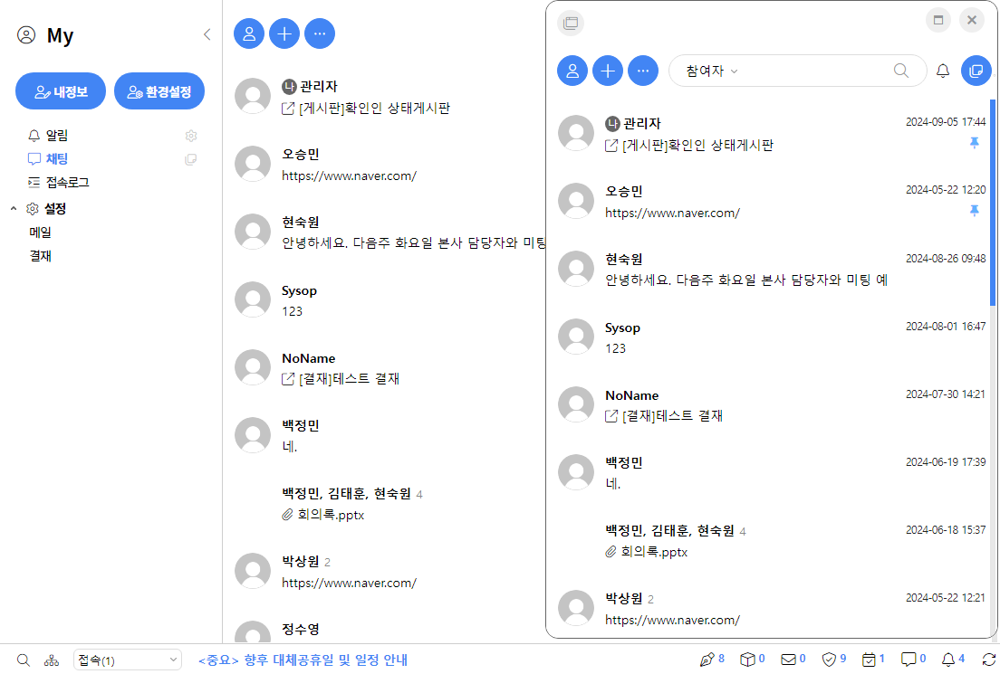 My
내정보
환경설정
알림
채팅
접속로그
설정
메일
결재
나 관리자
[게시판]확인인 상태게시판
오승민
https://www.naver.com/
현숙원
안녕하세요. 다음주 화요일 본사 담당자와 미팅
Sysop
123
NoName
[결재]테스트 결재
백정민
네.
백정민, 김태훈, 현숙원 4
회의록.pptx
박상원 2
https://www.naver.com/
정수영
참여자
나 관리자 2024-09-05 17:44
[게시판]확인인 상태게시판
오승민 2024-05-22 12:20
https://www.naver.com/
현숙원 2024-08-26 09:48
안녕하세요. 다음주 화요일 본사 담당자와 미팅 예
Sysop 2024-08-01 16:47
123
NoName 2024-07-30 14:21
[결재]테스트 결재
백정민 2024-06-19 17:39
네.
백정민, 김태훈, 현숙원 4 2024-06-18 15:37
회의록.pptx
박상원 2 2024-05-22 12:21
https://www.naver.com/
접속(1) <중요> 향후 대체공휴일 및 일정 안내 8 0 0 9 1 0 4